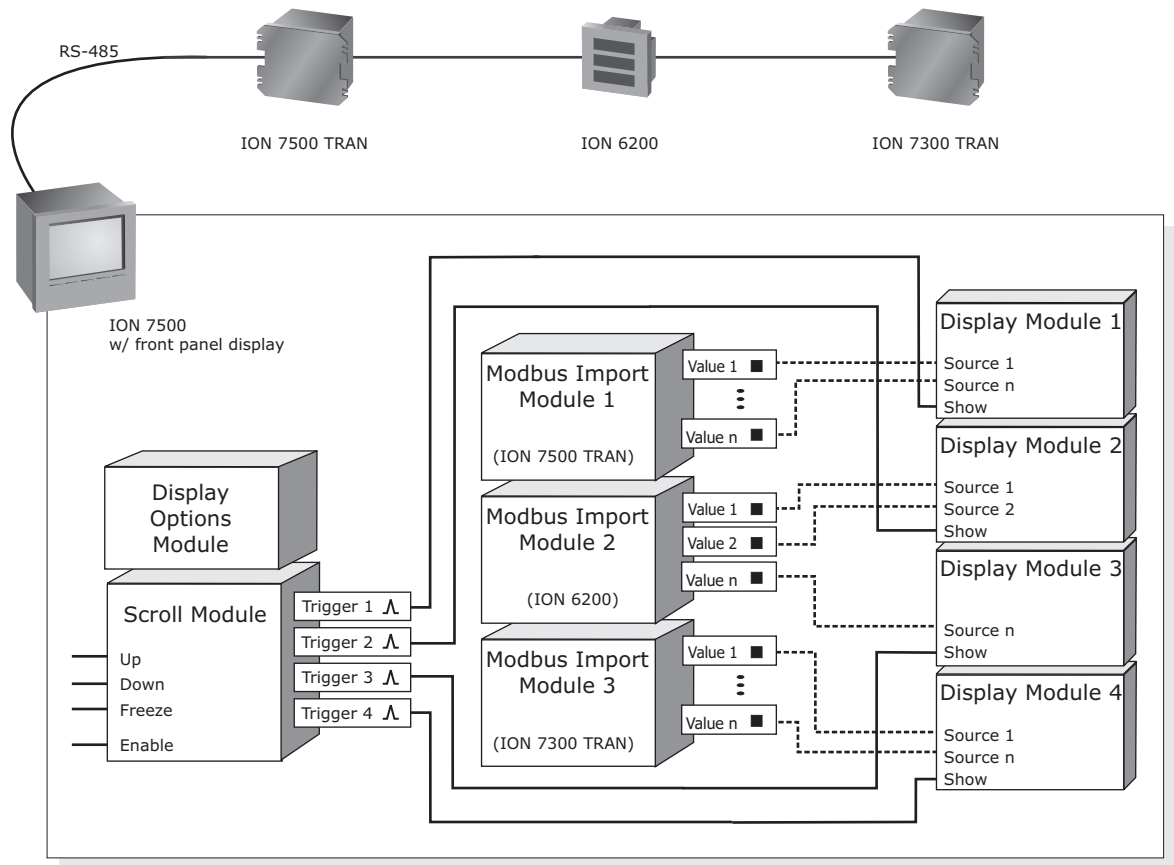 RS-485
ION 7500 TRAN
ION 6200
ION 7300 TRAN
ION 7500
w/ front panel display
Display
Options
Module
Scroll Module
Up
Down
Freeze
Enable
Trigger 1
Trigger 2
Trigger 3
Trigger 4
Modbus Import
Module 1
(ION 7500 TRAN)
Value 1
Value n
Modbus Import
Module 2
(ION 6200)
Value 1
Value 2
Value n
Modbus Import
Module 3
(ION 7300 TRAN)
Value 1
Value n
Display Module 1
Source 1
Source n
Show
Display Module 2
Source 1
Source 2
Show
Display Module 3
Source n
Show
Display Module 4
Source 1
Source n
Show